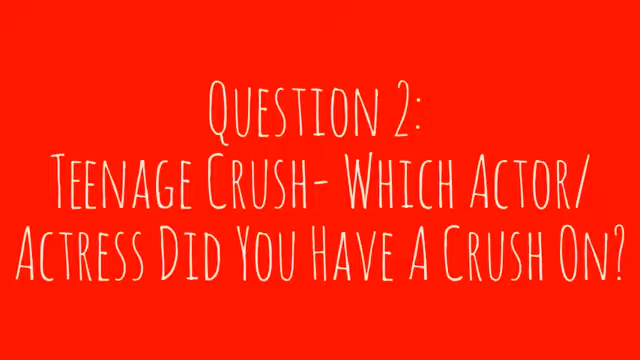 Question 2:
Teenage Crush- Which Actor/
Actress Did You Have A Crush On?